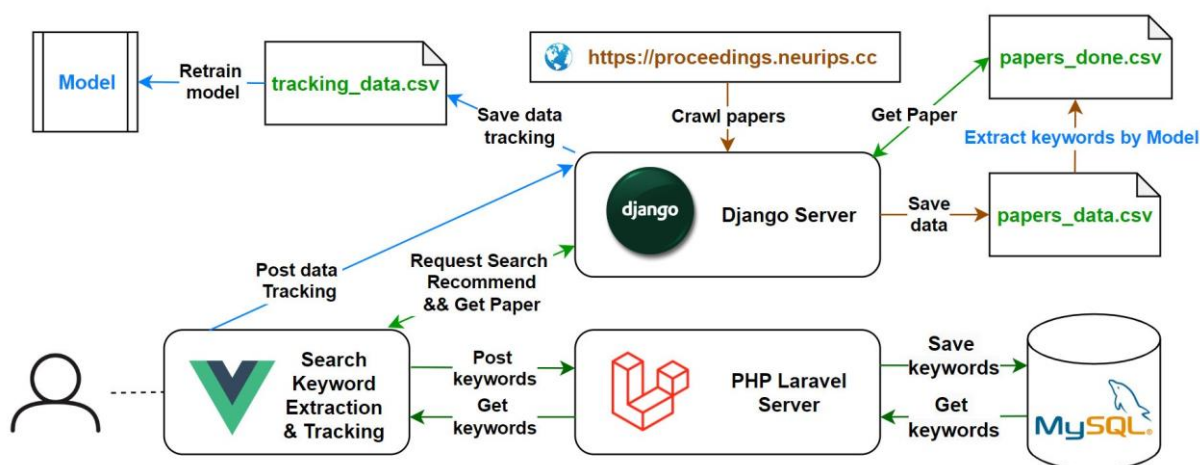 Model
Retrain
model
tracking_data.csv
Save data
tracking
https://proceedings.neurips.cc
Crawl papers
Get Paper
papers_done.csv
Extract keywords by Model
papers_data.csv
Save
data
django
Django Server
Post data
Tracking
Request Search
Recommend
&& Get Paper
Search
Keyword
Extraction
& Tracking
Post
keywords
Get
keywords
PHP Laravel
Server
Save
keywords
Get
keywords
MySQL®